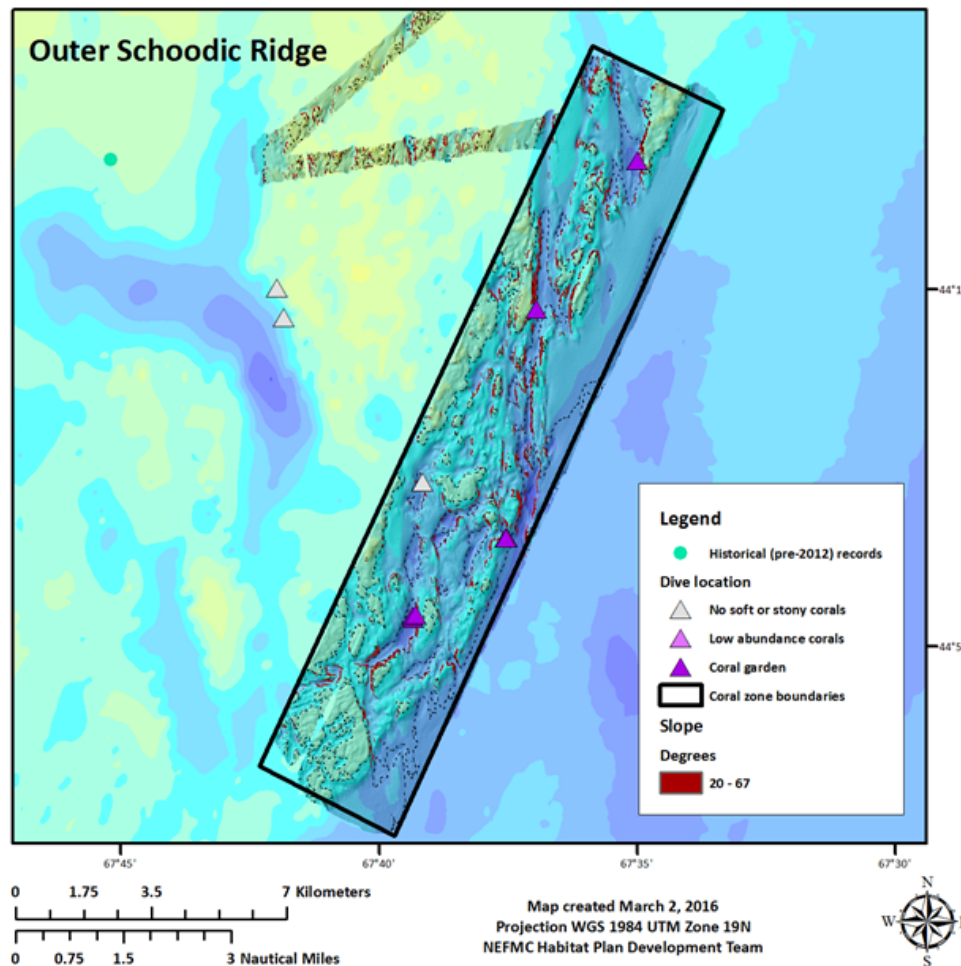 Outer Schoodic Ridge
44°1
44°5
Legend
Historical (pre-2012) records
Dive location
No soft or stony corals
Low abundance corals
Coral garden
Coral zone boundaries
Slope
Degrees
20 - 67
67°45'
67°40'
67°35'
67°30'
0 1.75 3.5 7 Kilometers
0 0.75 1.5 3 Nautical Miles
Map created March 2, 2016
Projection WGS 1984 UTM Zone 19N
NEFMC Habitat Plan Development Team
N
W
S